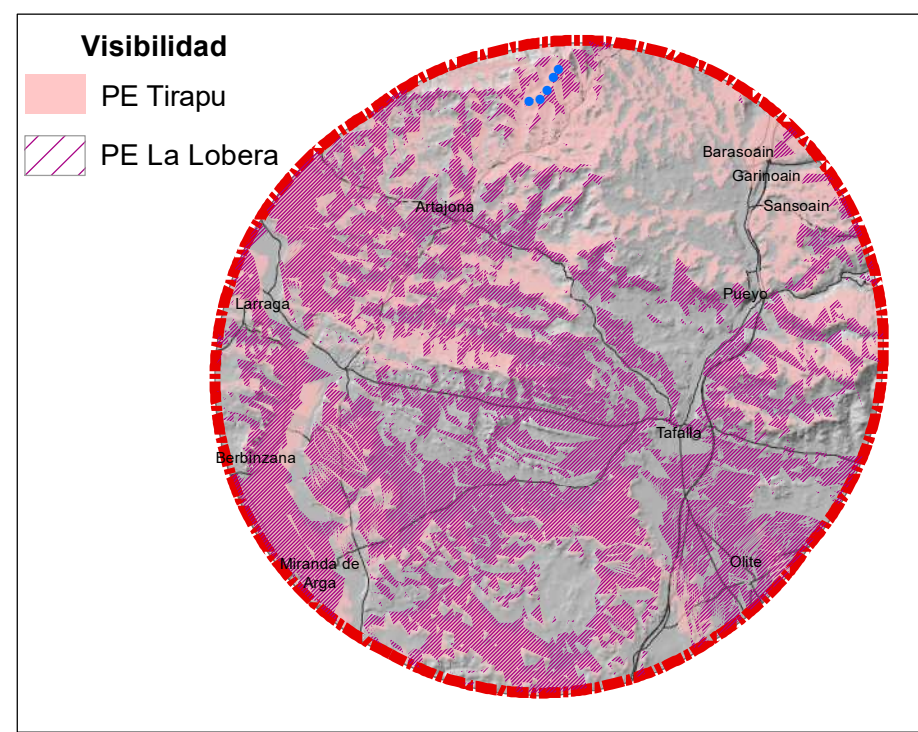 Visibilidad
PE Tirapu
PE La Lobera
Barasoain
Garinoain
Sansoain
Artajona
Pueyo
Larraga
Tafalla
Berbinzana
Olite
Miranda de
Arga